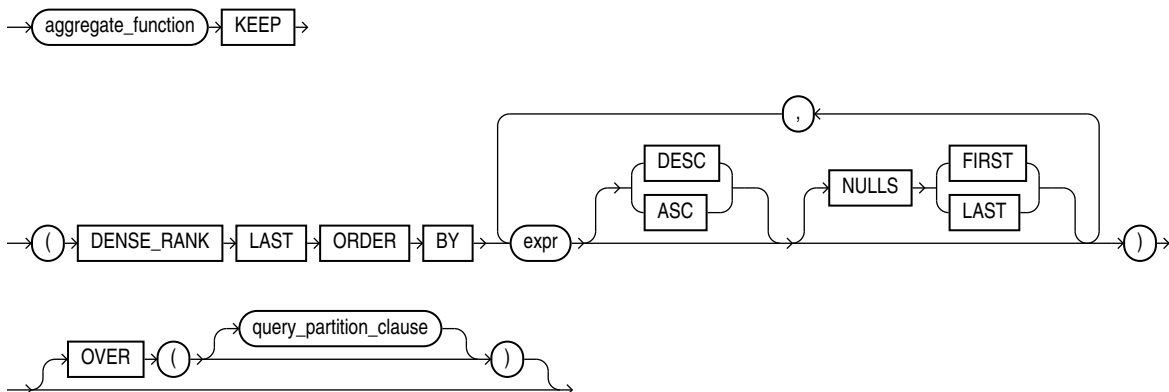 aggregate_function KEEP
,
DESC FIRST
NULLS
ASC LAST
( DENSE_RANK LAST ORDER BY expr )
query_partition_clause
OVER ( )